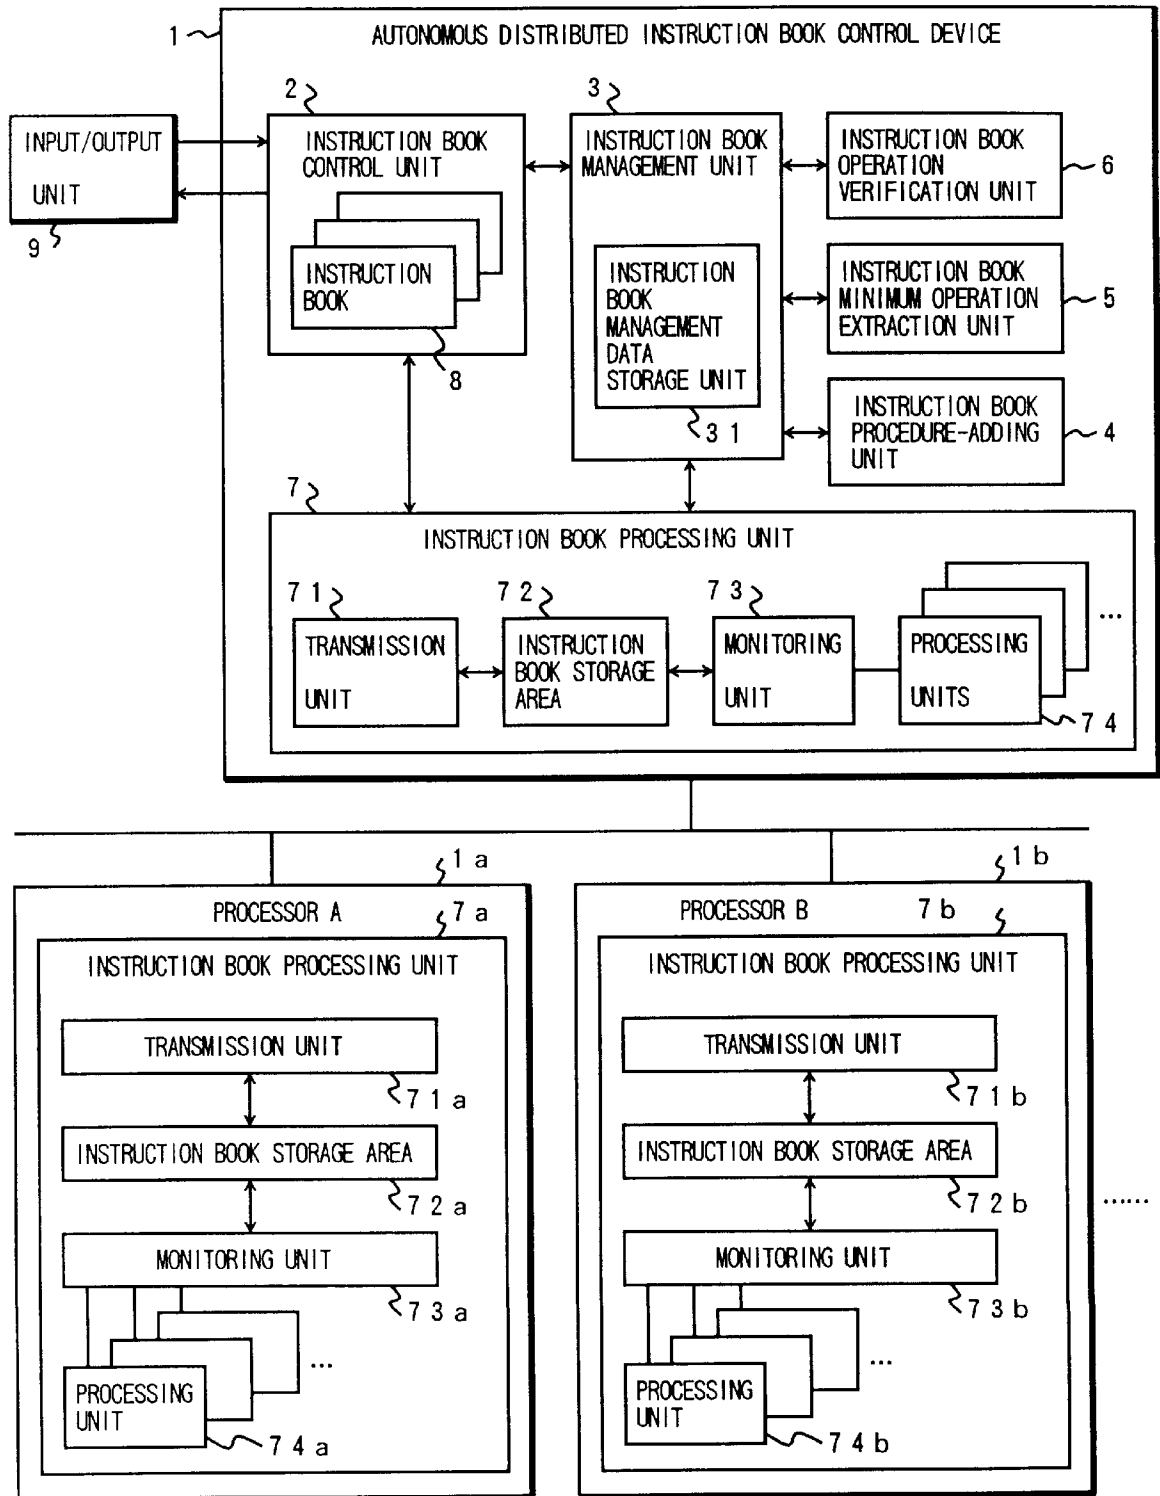 1
AUTONOMOUS DISTRIBUTED INSTRUCTION BOOK CONTROL DEVICE
INPUT/OUTPUT
UNIT
9
2
INSTRUCTION BOOK
CONTROL UNIT
INSTRUCTION
BOOK
8
3
INSTRUCTION BOOK
MANAGEMENT UNIT
INSTRUCTION
BOOK
MANAGEMENT
DATA
STORAGE UNIT
31
INSTRUCTION BOOK
OPERATION
VERIFICATION UNIT
6
INSTRUCTION BOOK
MINIMUM OPERATION
EXTRACTION UNIT
5
INSTRUCTION BOOK
PROCEDURE-ADDING
UNIT
4
7
INSTRUCTION BOOK PROCESSING UNIT
71
TRANSMISSION
UNIT
72
INSTRUCTION
BOOK STORAGE
AREA
73
MONITORING
UNIT
PROCESSING
UNITS
...
74
1a
PROCESSOR A
7a
INSTRUCTION BOOK PROCESSING UNIT
TRANSMISSION UNIT
71a
INSTRUCTION BOOK STORAGE AREA
72a
MONITORING UNIT
73a
PROCESSING
UNIT
...
74a
1b
PROCESSOR B
7b
INSTRUCTION BOOK PROCESSING UNIT
TRANSMISSION UNIT
71b
INSTRUCTION BOOK STORAGE AREA
72b
MONITORING UNIT
73b
PROCESSING
UNIT
...
74b
......